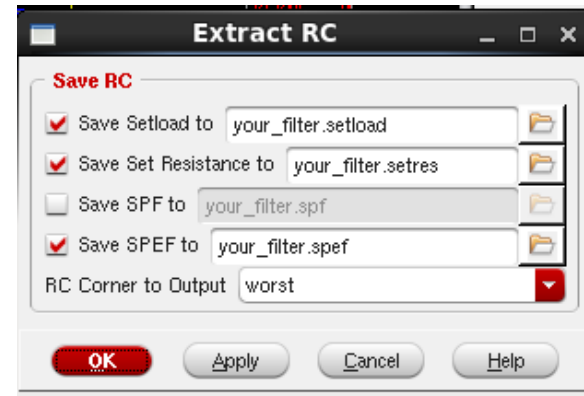 Extract RC
Save RC
Save Setload to your_filter.setload
Save Set Resistance to your_filter.setres
Save SPF to your_filter.spf
Save SPEF to your_filter.spef
RC Corner to Output worst
OK Apply Cancel Help